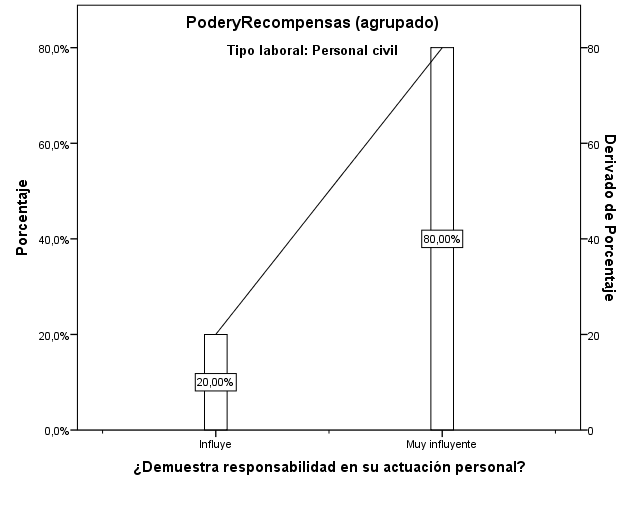 PoderyRecompensas (agrupado)
Tipo laboral: Personal civil
80,0%
60,0%
40,0%
20,0%
0,0%
Porcentaje
80
60
40
20
0
Derivado de Porcentaje
20,00%
80,00%
Influye
Muy influyente
¿Demuestra responsabilidad en su actuación personal?